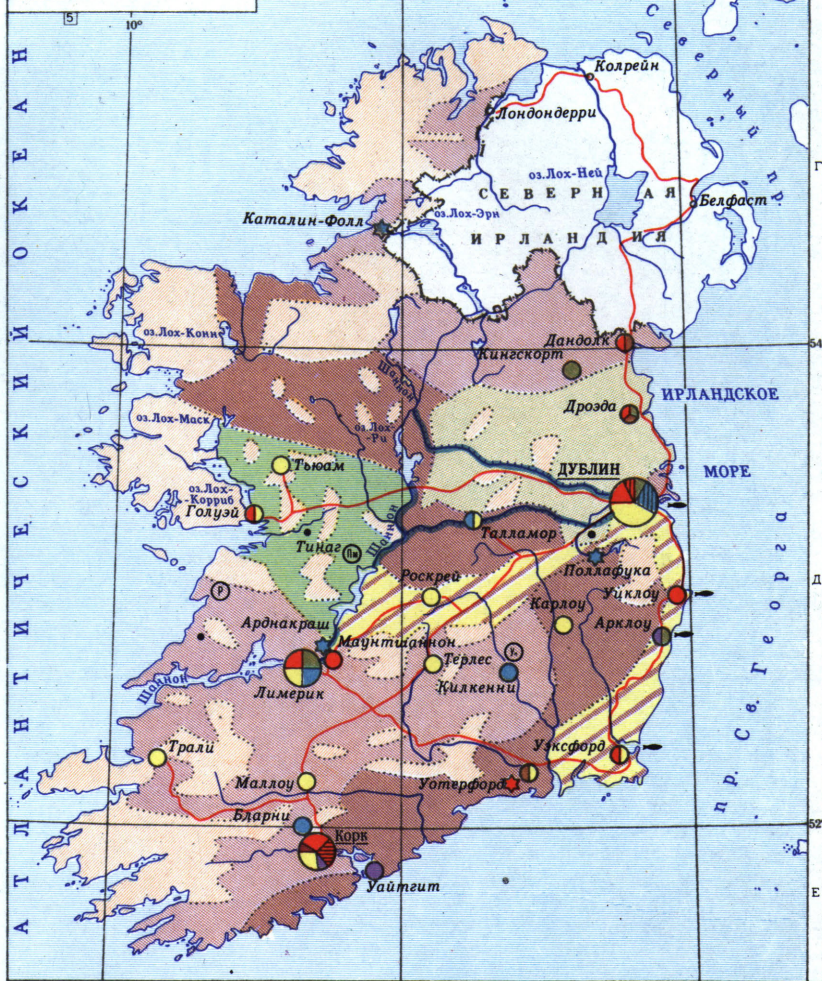 5
10°
Северный пр.
Колрейн
Лондондерри
Г
оз.Лох-Ней
СЕВЕРНАЯ
Белфаст
Каталин-Фолл
оз.Лох-Эрн
ИРЛАНДИЯ
АТЛАНТИЧЕСКИЙ ОКЕАН
оз.Лох-Конн
Дандолк
54
Кингскорт
Шаннон
ИРЛАНДСКОЕ
Дроэда
оз.Лох-Маск
оз.Лох-
-Ри
Тьюам
ДУБЛИН
МОРЕ
оз.Лох-
-Корриб
Голуэй
Шаннон
Талламор
Тинаг
Пм
Поллафука
Д
Р
Роскрей
Уиклоу
Карлоу
Арднакраш
Арклоу
Маунтшаннон
У.
Терлес
Шаннон
Лимерик
Килкенни
пр. Св. Георга
Трали
Уэксфорд
Маллоу
Уотерфорд
Бларни
52
Корк
Уайтгит
Е